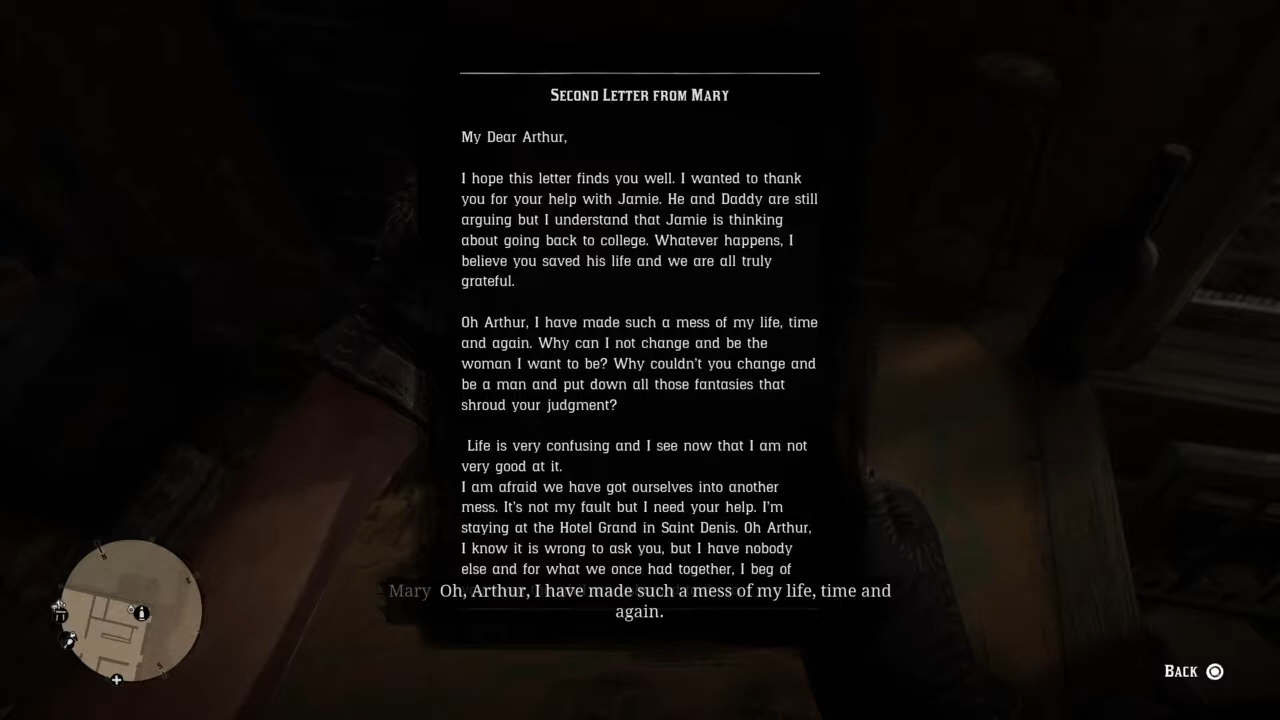 SECOND LETTER FROM MARY
My Dear Arthur,
I hope this letter finds you well. I wanted to thank
you for your help with Jamie. He and Daddy are still
arguing but I understand that Jamie is thinking
about going back to college. Whatever happens, I
believe you saved his life and we are all truly
grateful.
Oh Arthur, I have made such a mess of my life, time
and again. Why can I not change and be the
woman I want to be? Why couldn't you change and
be a man and put down all those fantasies that
shroud your judgment?
Life is very confusing and I see now that I am not
very good at it.
I am afraid we have got ourselves into another
mess. It's not my fault but I need your help. I'm
staying at the Hotel Grand in Saint Denis. Oh Arthur,
I know it is wrong to ask you, but I have nobody
else and for what we once had together, I beg of
Mary Oh, Arthur, I have made such a mess of my life, time and
again.
BACK